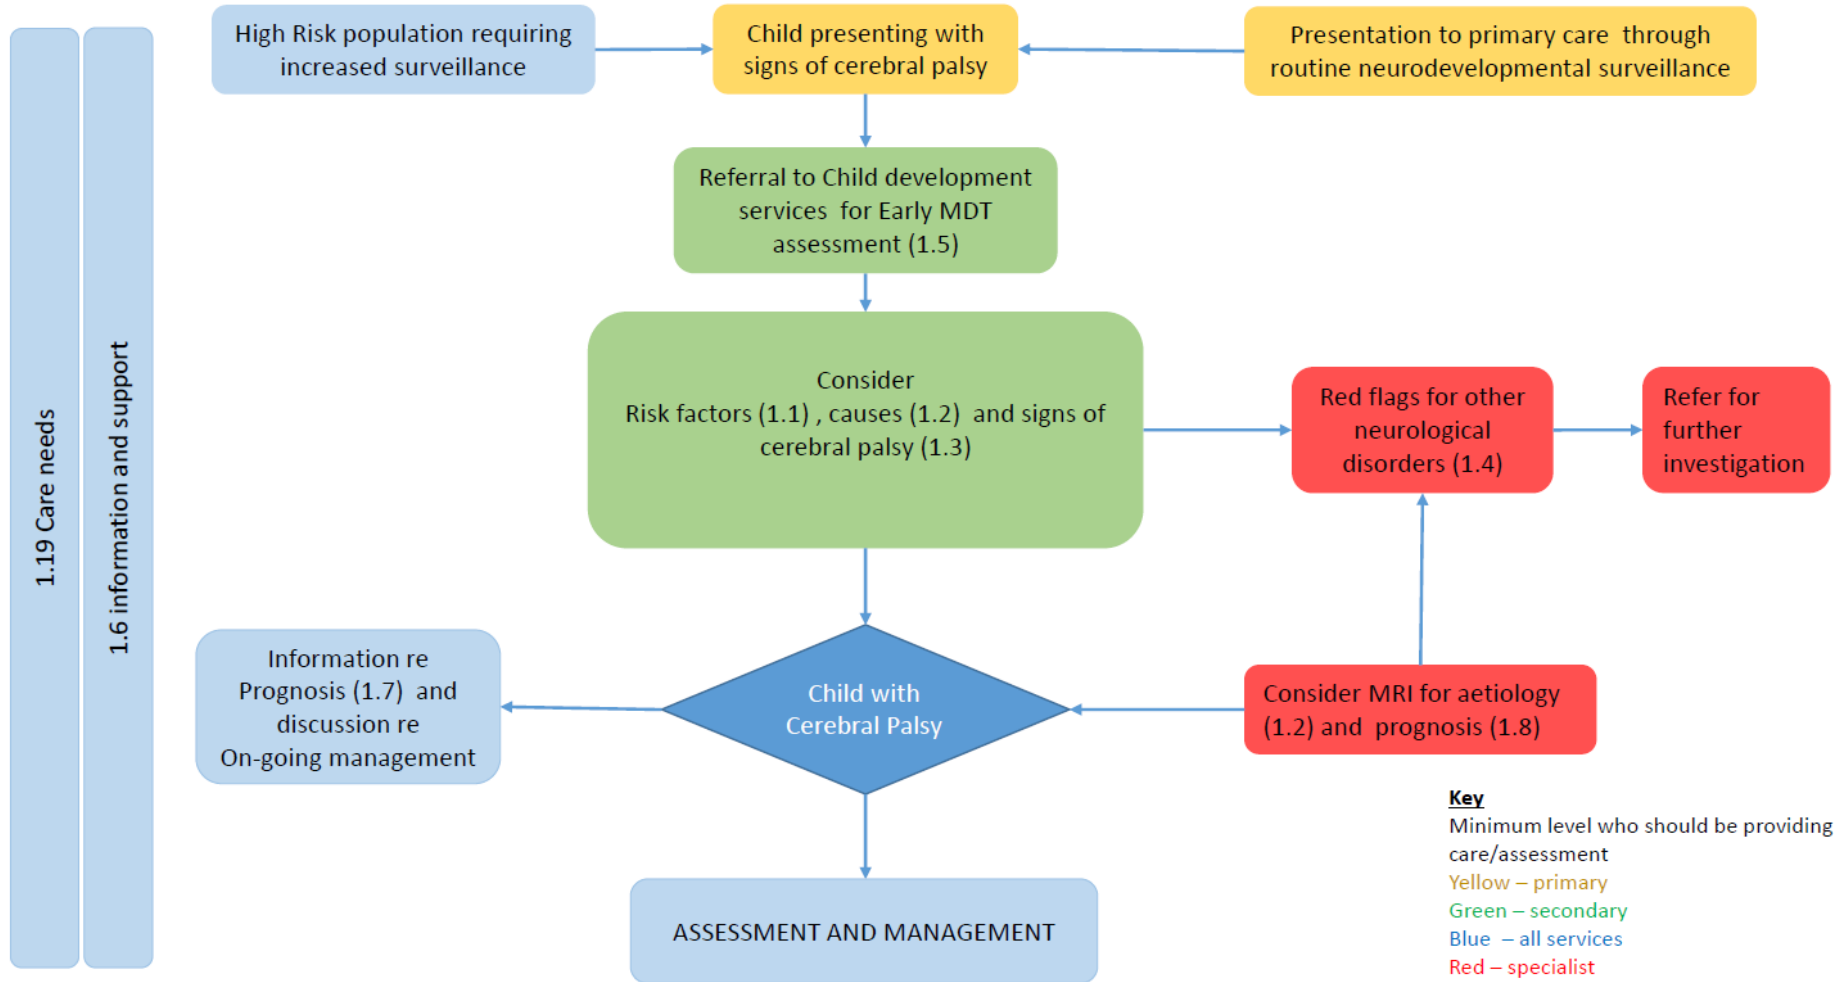 1.19 Care needs
1.6 information and support
High Risk population requiring
increased surveillance
Child presenting with
signs of cerebral palsy
Presentation to primary care through
routine neurodevelopmental surveillance
Referral to Child development
services for Early MDT
assessment (1.5)
Consider
Risk factors (1.1) , causes (1.2) and signs of
cerebral palsy (1.3)
Red flags for other
neurological
disorders (1.4)
Refer for
further
investigation
Information re
Prognosis (1.7) and
discussion re
On-going management
Child with
Cerebral Palsy
Consider MRI for aetiology
(1.2) and prognosis (1.8)
ASSESSMENT AND MANAGEMENT
Key
Minimum level who should be providing
care/assessment
Yellow – primary
Green – secondary
Blue – all services
Red – specialist